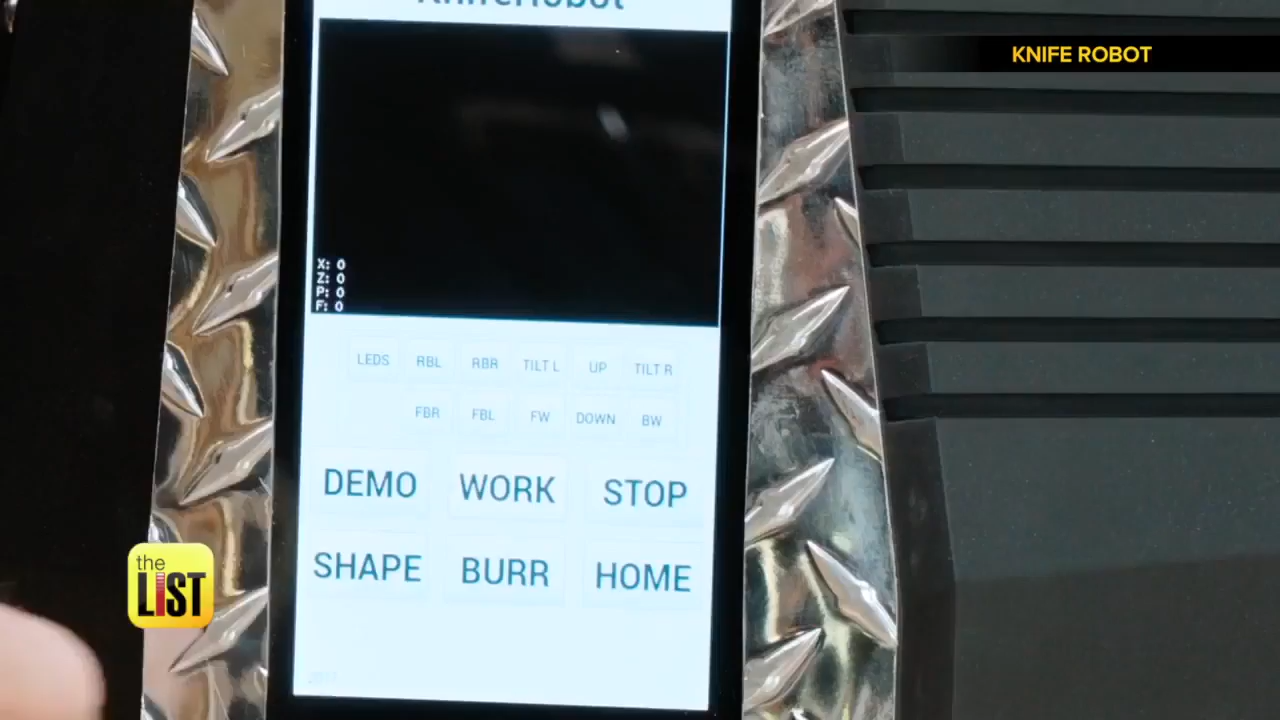 KnifeRobot
KNIFE ROBOT
X: 0
Z: 0
P: 0
F: 0
LEDS RBL RBR TILT L UP TILT R
FBR FBL FW DOWN BW
DEMO WORK STOP
SHAPE BURR HOME
the
LIST